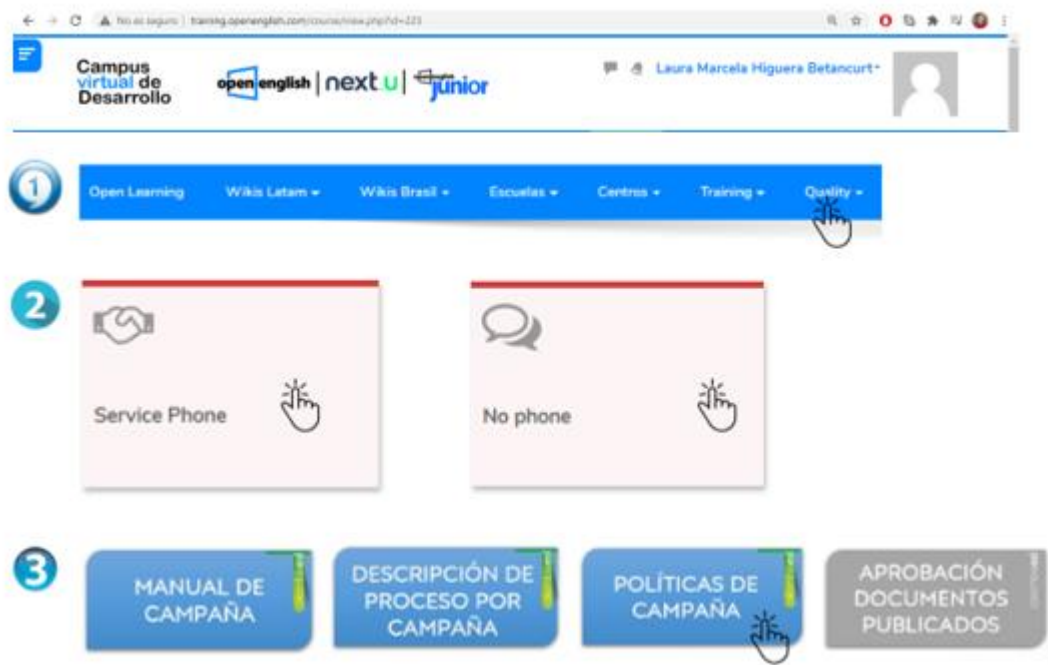 No es seguro | training.openenglish.com/course/view.php?id=223
Campus
virtual de
Desarrollo
open english | next u | júnior
Laura Marcela Higuera Betancurt
1
Open Learning Wikis Latam Wikis Brasil Escuelas Centros Training Quality
2
Service Phone
No phone
3
MANUAL DE
CAMPAÑA
DESCRIPCIÓN DE
PROCESO POR
CAMPAÑA
POLÍTICAS DE
CAMPAÑA
APROBACIÓN
DOCUMENTOS
PUBLICADOS